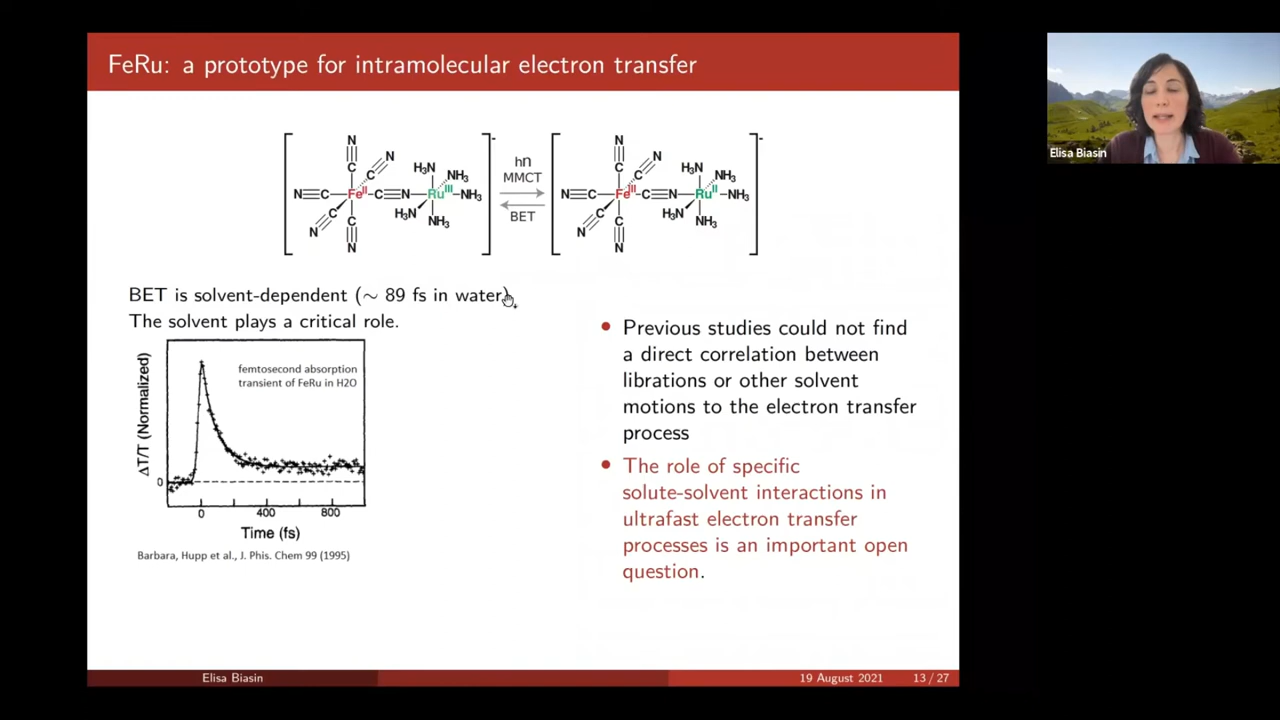 FeRu: a prototype for intramolecular electron transfer
N
N
C
C
N≡C
Fe
II
C≡N
Ru
III
NH3
H3N
NH3
C
N
C
N
H3N
NH3
-
hn
MMCT
BET
N
N
C
C
N≡C
Fe
III
C≡N
Ru
II
NH3
H3N
NH3
C
N
C
N
H3N
NH3
-
BET is solvent-dependent (∼ 89 fs in water)
The solvent plays a critical role.
femtosecond absorption
transient of FeRu in H2O
ΔT/T (Normalized)
0
0
400
800
Time (fs)
Barbara, Hupp et al., J. Phis. Chem 99 (1995)
• Previous studies could not find
a direct correlation between
librations or other solvent
motions to the electron transfer
process
• The role of specific
solute-solvent interactions in
ultrafast electron transfer
processes is an important open
question.
Elisa Biasin
19 August 2021
13 / 27
Elisa Biasin